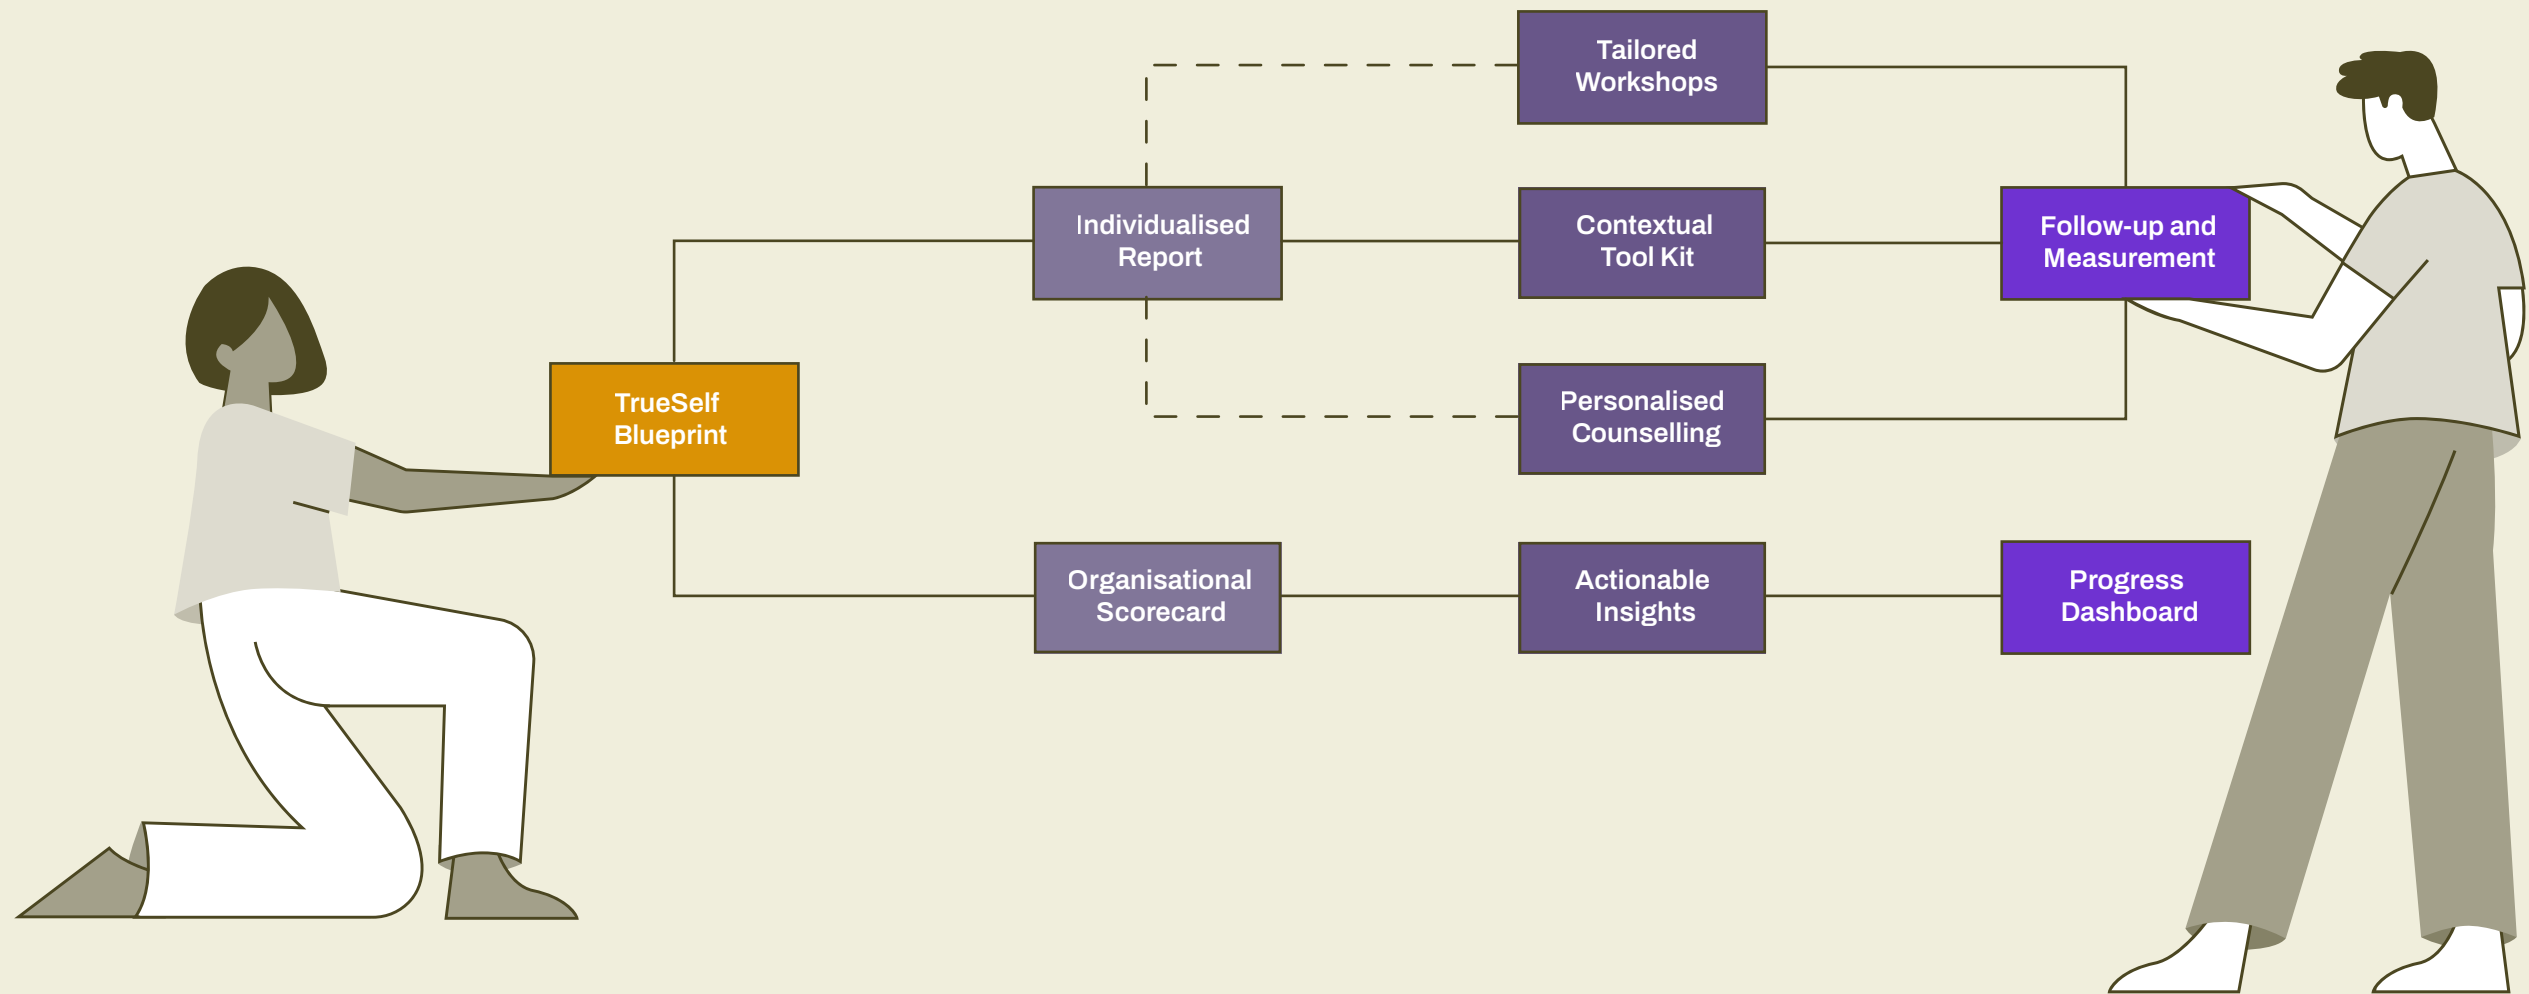 Tailored
Workshops
Individualised
Report
Contextual
Tool Kit
Follow-up and
Measurement
TrueSelf
Blueprint
Personalised
Counselling
Organisational
Scorecard
Actionable
Insights
Progress
Dashboard